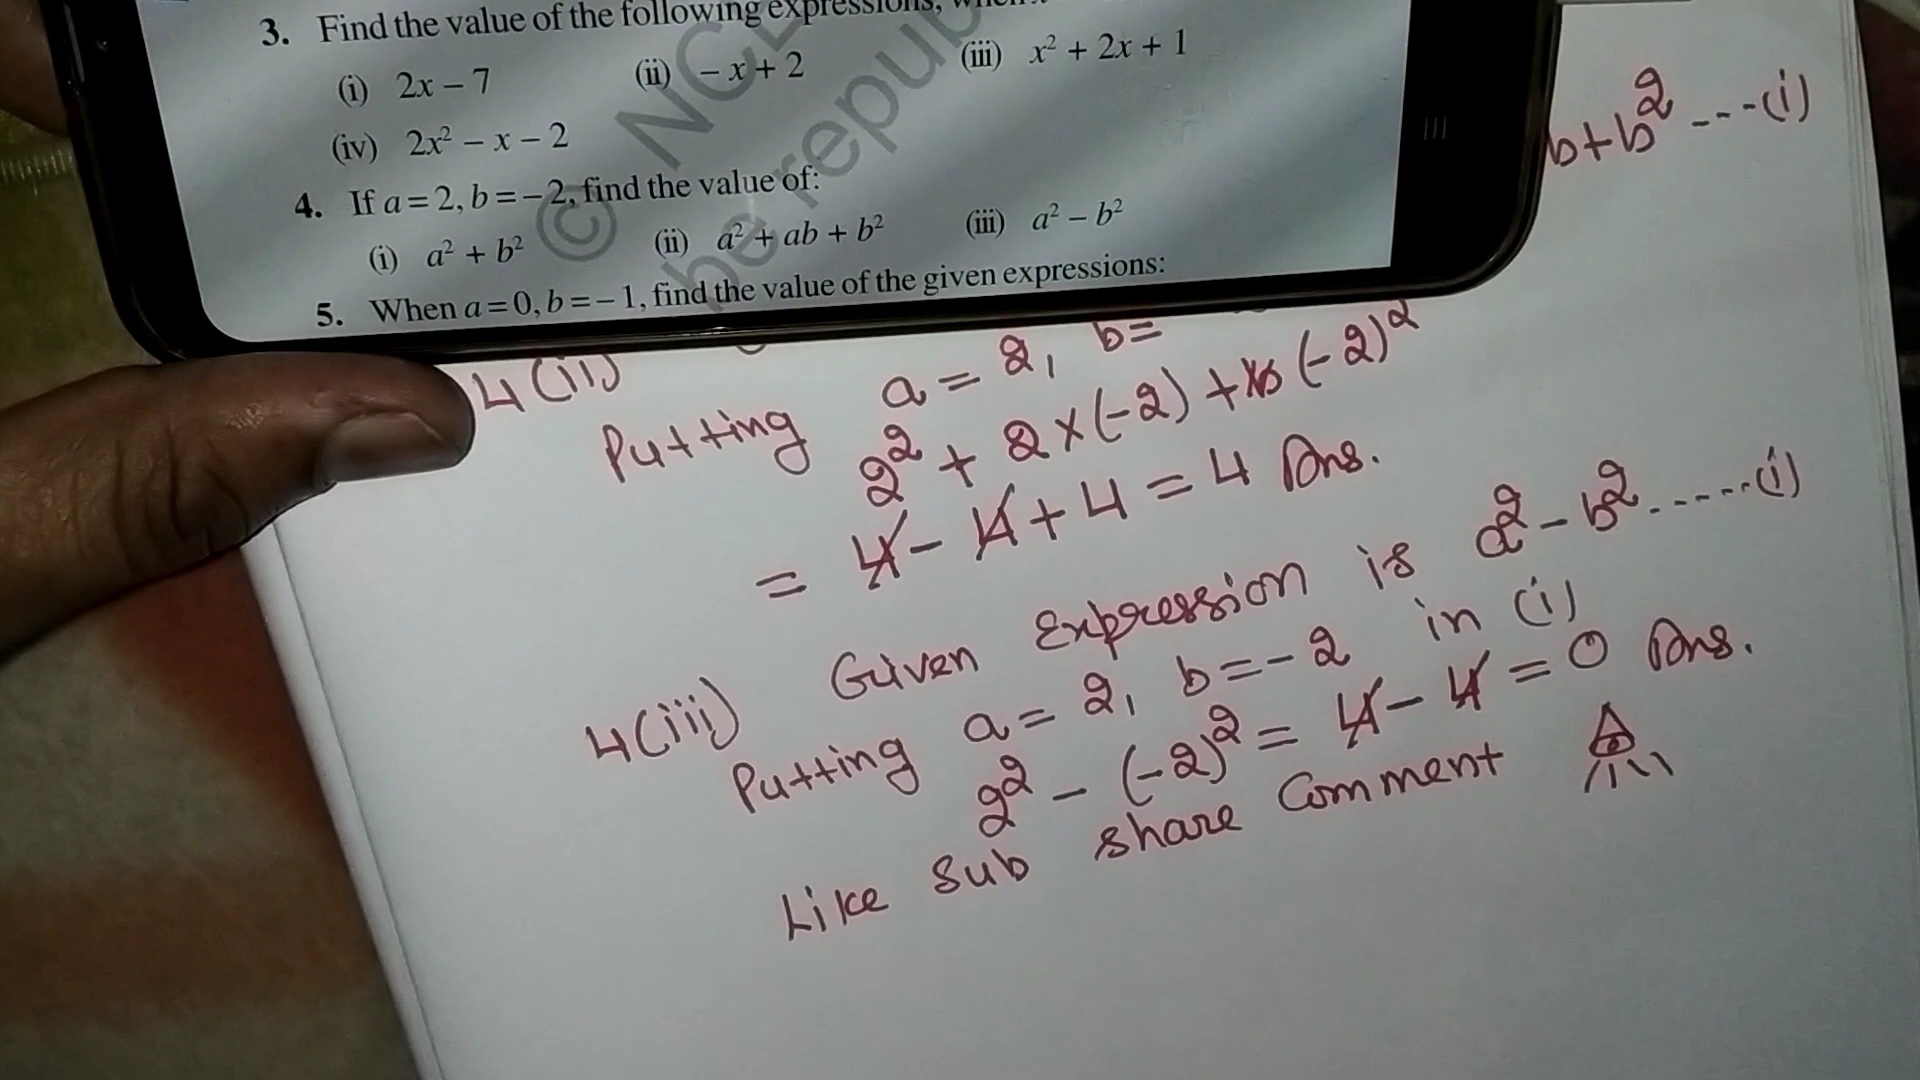 3. Find the value of the following expressions,
(i) 2x – 7 (ii) – x + 2 (iii) x² + 2x + 1
(iv) 2x² – x – 2
4. If a = 2, b = – 2, find the value of:
(i) a² + b² (ii) a² + ab + b² (iii) a² – b²
5. When a = 0, b = – 1, find the value of the given expressions:
© NCE
be repub
b+b² ---(i)
4(ii)
Putting a = 2, b=
2² + 2×(-2) + (-2)²
= 4 - 4 + 4 = 4 Ans.
4(iii) Given Expression is a² - b² .....(i)
Putting a = 2, b = -2 in (i)
2² - (-2)² = 4 - 4 = 0 Ans.
Like Sub share Comment